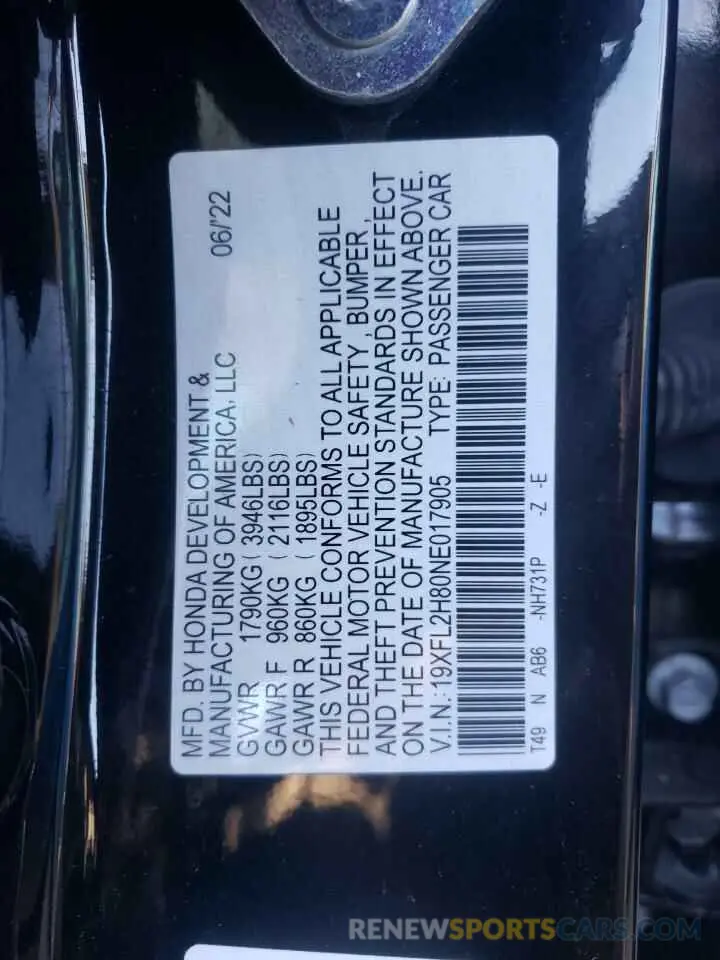 MFD. BY HONDA DEVELOPMENT &
MANUFACTURING OF AMERICA, LLC 06/'22
GVWR 1790KG ( 3946LBS)
GAWR F 960KG ( 2116LBS)
GAWR R 860KG ( 1895LBS)
THIS VEHICLE CONFORMS TO ALL APPLICABLE
FEDERAL MOTOR VEHICLE SAFETY , BUMPER ,
AND THEFT PREVENTION STANDARDS IN EFFECT
ON THE DATE OF MANUFACTURE SHOWN ABOVE.
V.I.N.: 19XFL2H80NE017905 TYPE: PASSENGER CAR
T49 N AB6 -NH731P -Z -E
RENEWSPORTSCARS.COM